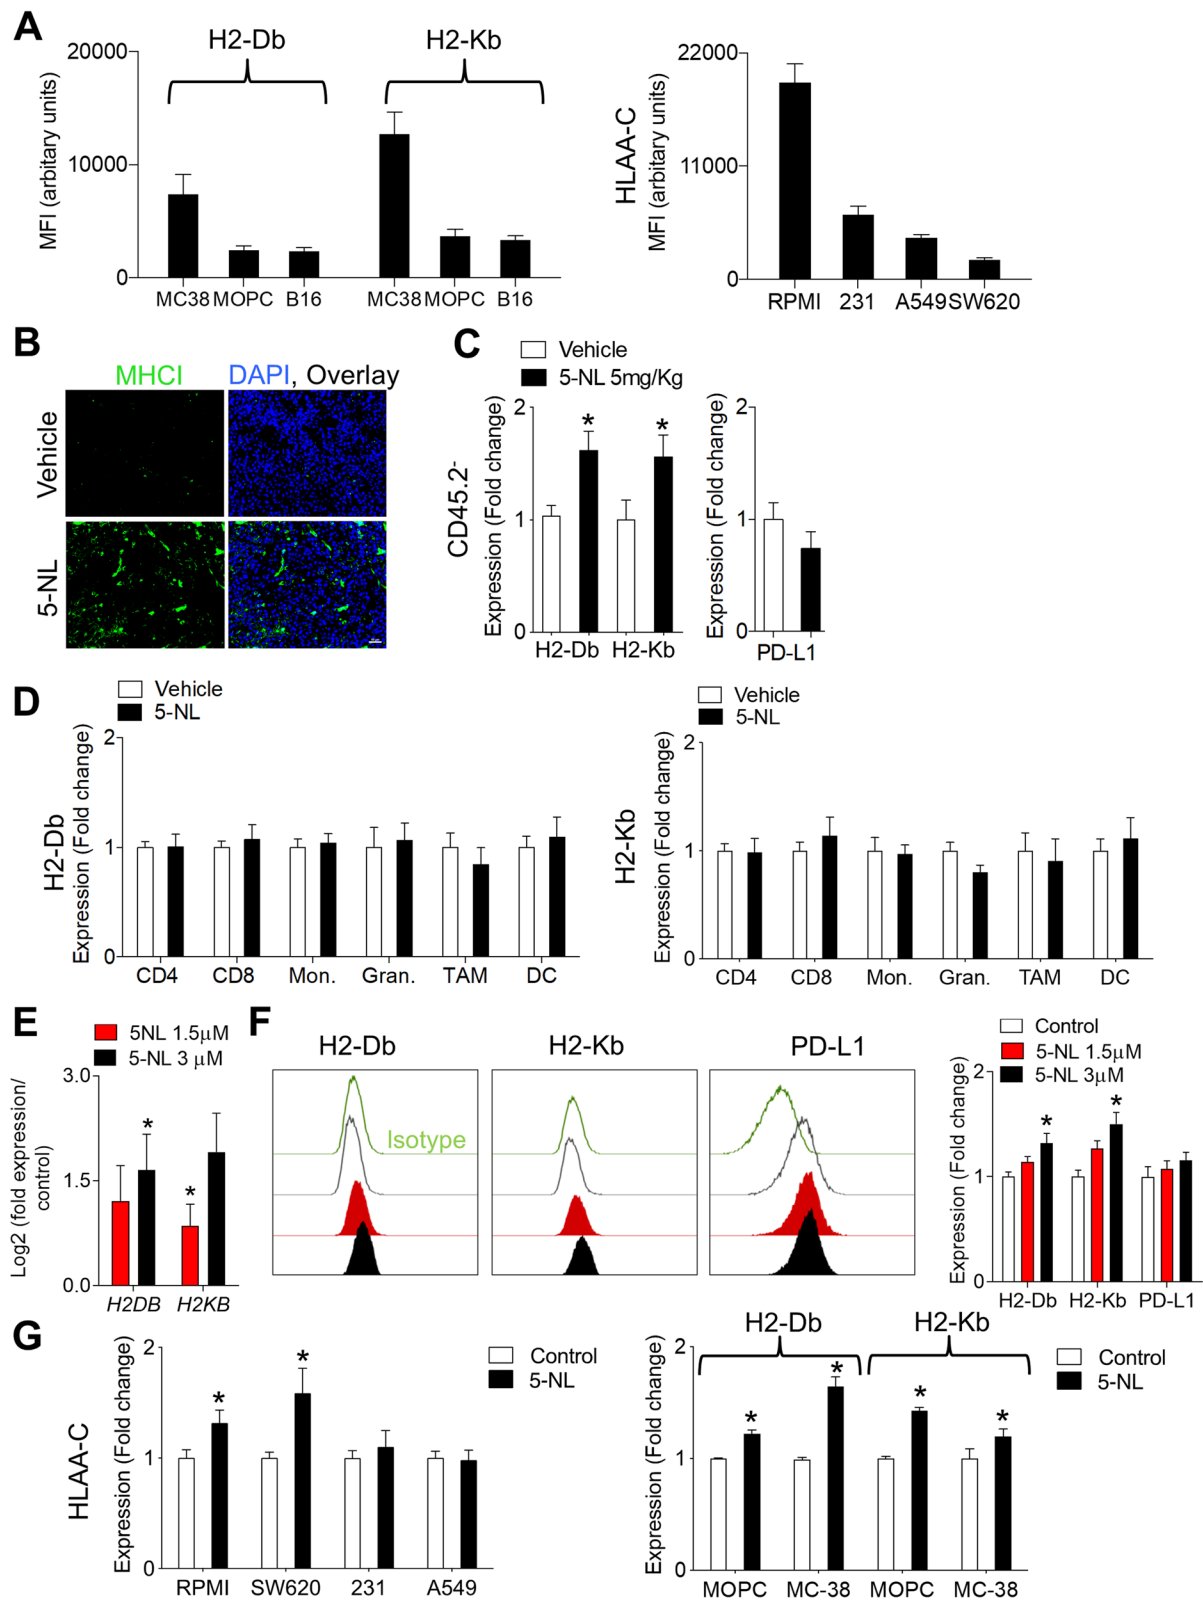 A
H2-Db
H2-Kb
20000
10000
0
MFI (arbitary units)
MC38 MOPC B16 MC38 MOPC B16
22000
11000
0
HLAA-C
MFI (arbitary units)
RPMI 231 A549 SW620
B
MHCI DAPI, Overlay
Vehicle
5-NL
C
Vehicle
5-NL 5mg/Kg
CD45.2-
Expression (Fold change)
2
1
0
* *
H2-Db H2-Kb
Expression (Fold change)
2
1
0
PD-L1
D
Vehicle
5-NL
H2-Db
Expression (Fold change)
2
1
0
CD4 CD8 Mon. Gran. TAM DC
Vehicle
5-NL
H2-Kb
Expression (Fold change)
2
1
0
CD4 CD8 Mon. Gran. TAM DC
E
5NL 1.5μM
5-NL 3 μM
Log2 (fold expression/
control)
3.0
1.5
0.0
* *
H2DB H2KB
F
H2-Db H2-Kb PD-L1
Isotype
Control
5-NL 1.5μM
5-NL 3μM
Expression (Fold change)
2
1
0
* *
H2-Db H2-Kb PD-L1
G
HLAA-C
Expression (Fold change)
2
1
0
* *
RPMI SW620 231 A549
Control
5-NL
H2-Db H2-Kb
Expression (Fold change)
2
1
0
* * * *
MOPC MC-38 MOPC MC-38
Control
5-NL